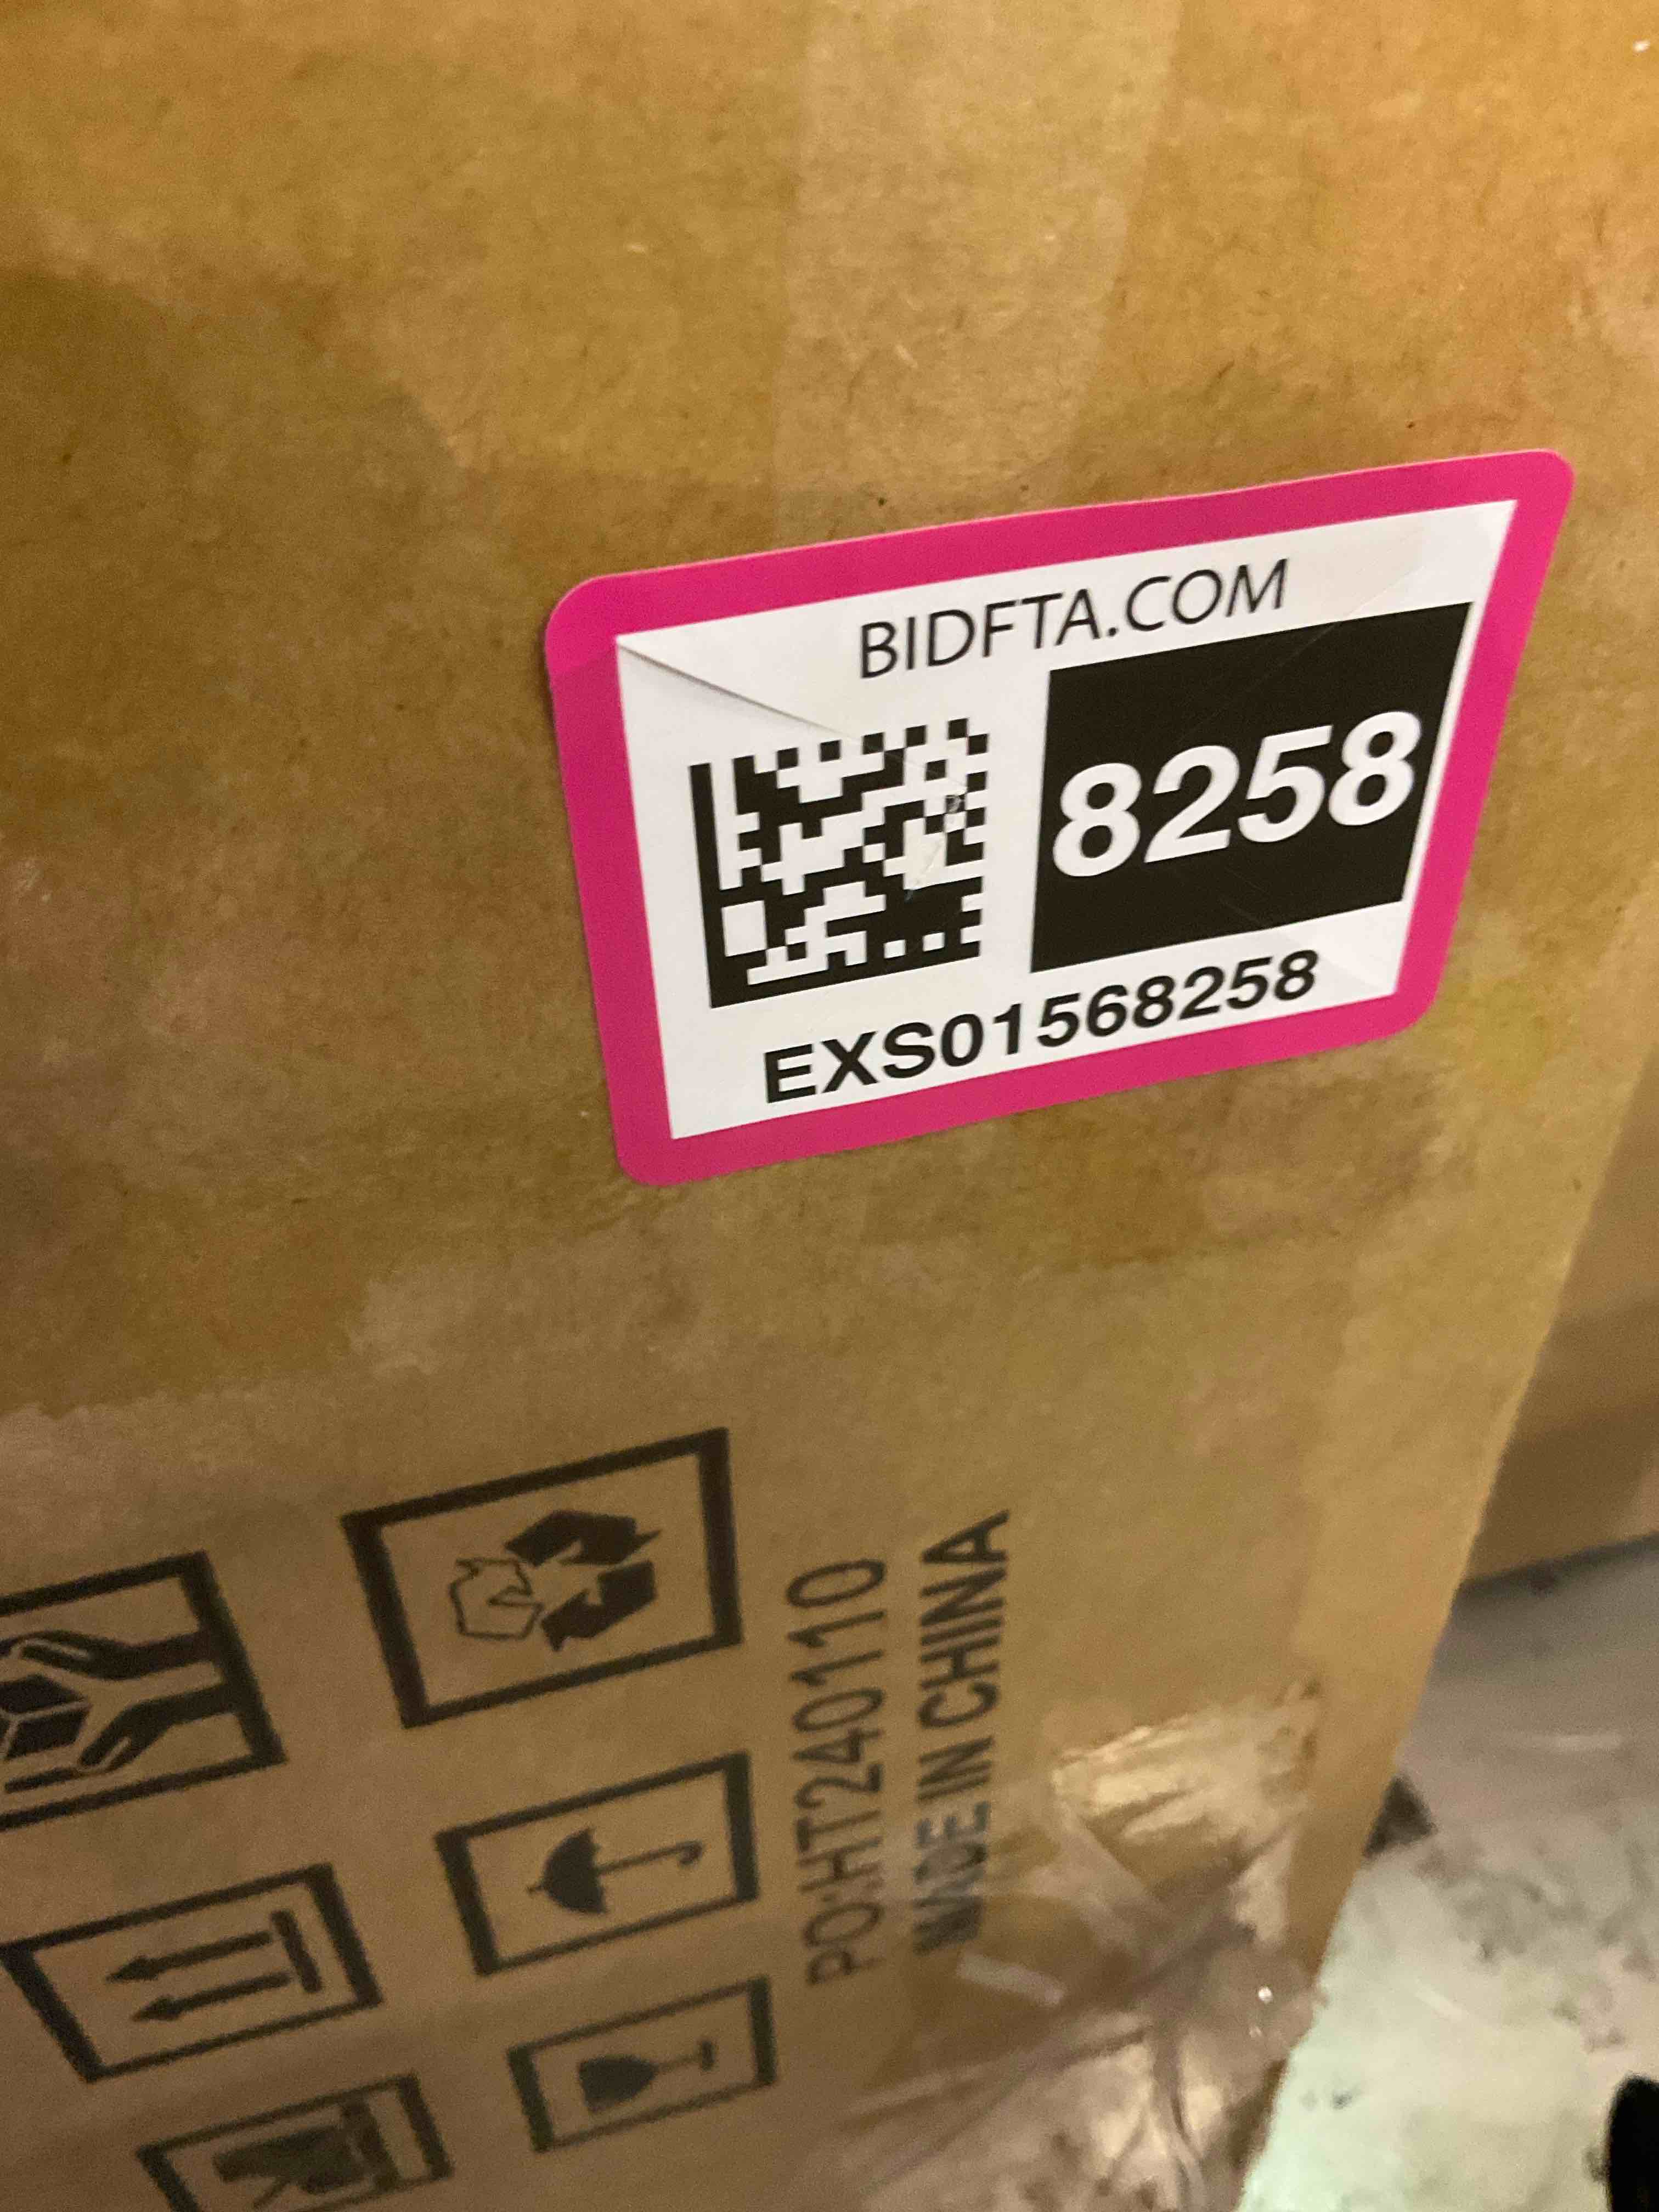 BIDFTA.COM
8258
EXS01568258
PO:HT240110
MADE IN CHINA